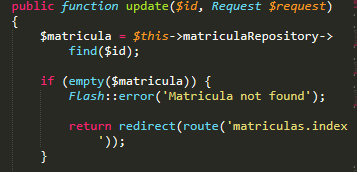 public function update($id, Request $request)
{
$matricula = $this->matriculaRepository->
find($id);
if (empty($matricula)) {
Flash::error('Matricula not found');
return redirect(route('matriculas.index
'));
}